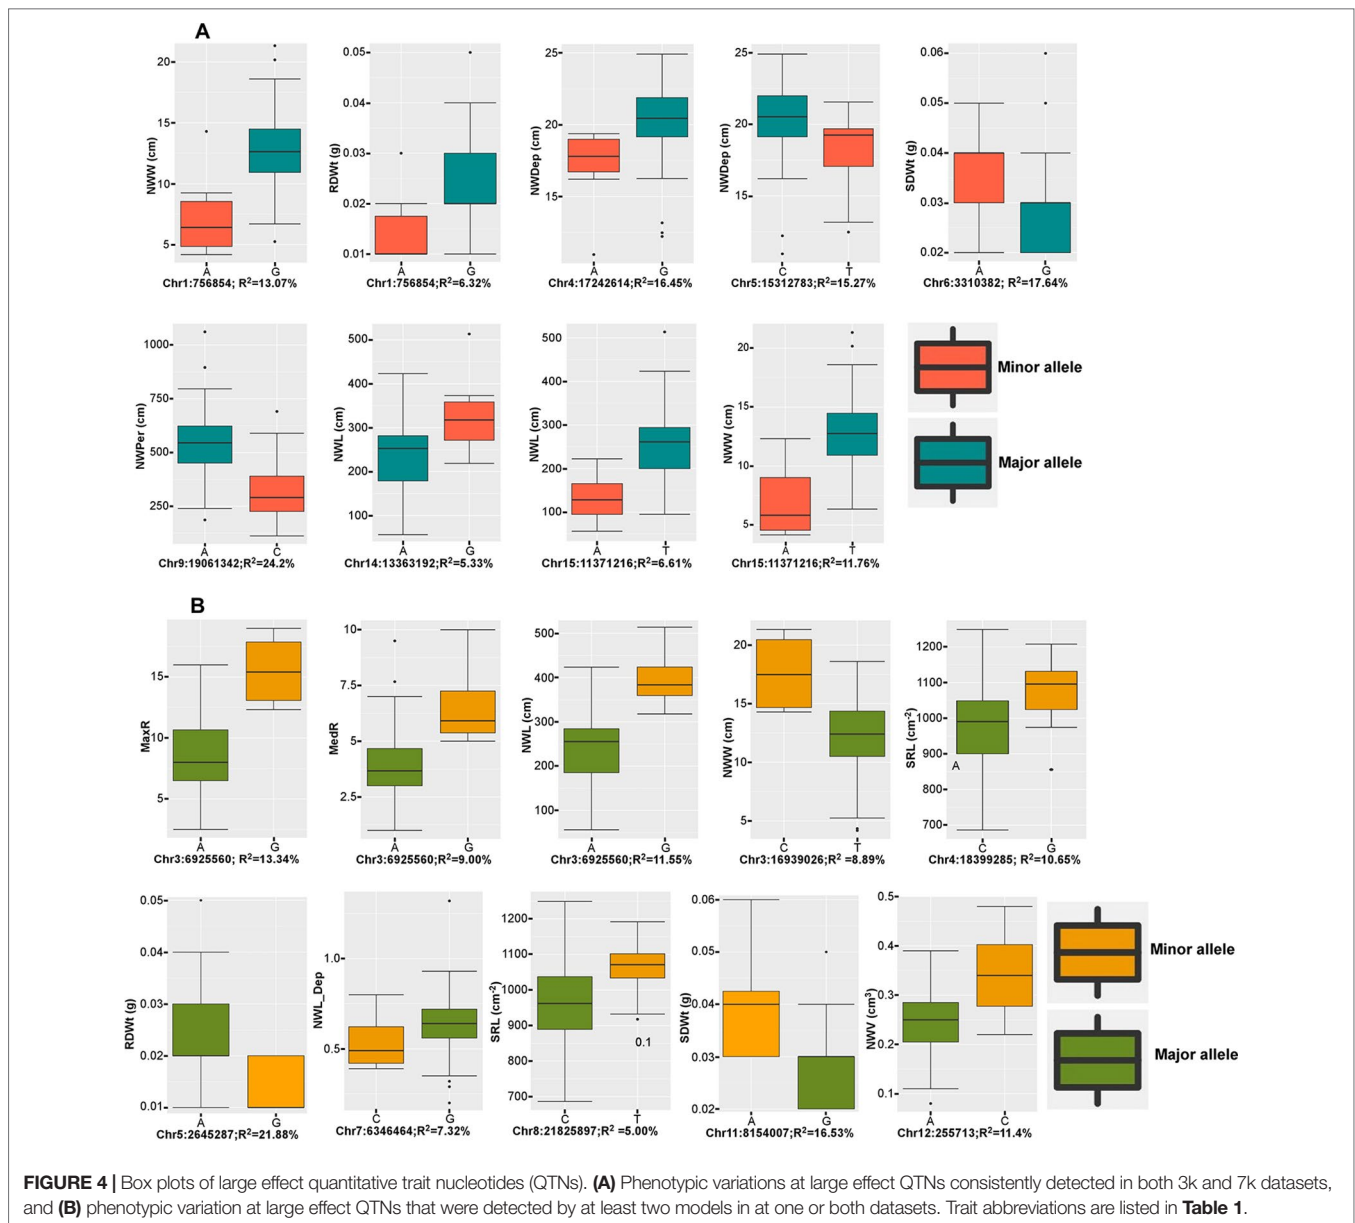 A
NWW (cm)
20
15
10
5
A G
Chr1:756854; R²=13.07%
RDWt (g)
0.05
0.04
0.03
0.02
0.01
A G
Chr1:756854;R²=6.32%
NWDep (cm)
25
20
15
A G
Chr4:17242614;R²=16.45%
NWDep (cm)
25
20
15
C T
Chr5:15312783;R²=15.27%
SDWt (g)
0.06
0.05
0.04
0.03
0.02
A G
Chr6:3310382; R²=17.64%
NWPer (cm)
1000
750
500
250
A C
Chr9:19061342;R²=24.2%
NWL (cm)
500
400
300
200
100
A G
Chr14:13363192;R²=5.33%
NWL (cm)
500
400
300
200
100
A T
Chr15:11371216;R²=6.61%
NWW (cm)
20
15
10
5
A T
Chr15:11371216;R²=11.76%
Minor allele
Major allele
B
MaxR
15
10
5
A G
Chr3:6925560; R²=13.34%
MedR
10
7.5
5
2.5
A G
Chr3:6925560;R²=9.00%
NWL (cm)
500
400
300
200
100
A G
Chr3:6925560;R²=11.55%
NWW (cm)
20
15
10
5
C T
Chr3:16939026;R² =8.89%
SRL (cm⁻²)
1200
1100
1000
900
800
700
A
C G
Chr4:18399285; R²=10.65%
RDWt (g)
0.05
0.04
0.03
0.02
0.01
A G
Chr5:2645287;R²=21.88%
NWL_Dep
1.0
0.5
C G
Chr7:6346464;R²=7.32%
SRL (cm⁻²)
1200
1100
1000
900
800
700
0.1
C T
Chr8:21825897; R² =5.00%
SDWt (g)
0.06
0.05
0.04
0.03
0.02
A G
Chr11:8154007;R²=16.53%
NWV (cm³)
0.5
0.4
0.3
0.2
0.1
A C
Chr12:255713;R²=11.4%
Minor allele
Major allele
FIGURE 4 | Box plots of large effect quantitative trait nucleotides (QTNs). (A) Phenotypic variations at large effect QTNs consistently detected in both 3k and 7k datasets,
and (B) phenotypic variation at large effect QTNs that were detected by at least two models in at one or both datasets. Trait abbreviations are listed in Table 1.